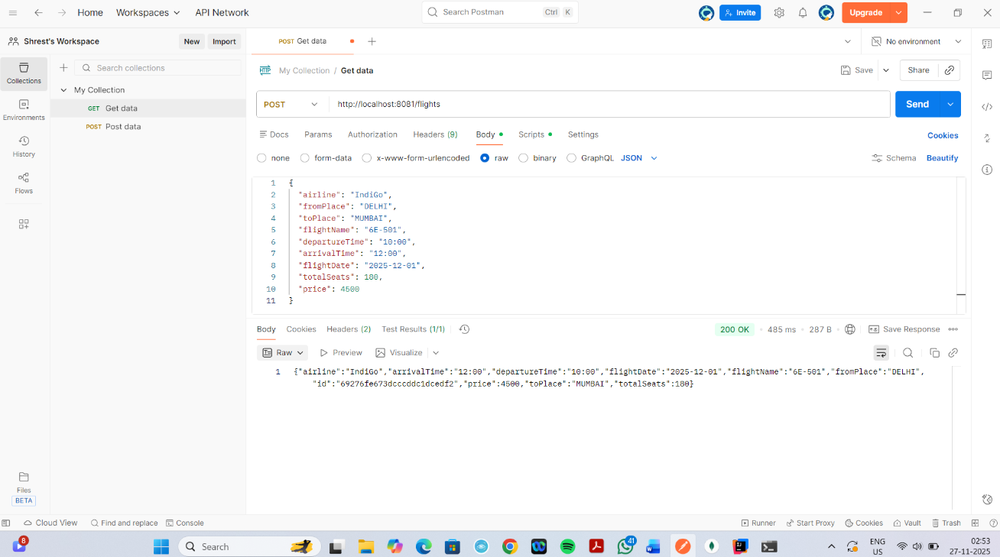 Home Workspaces API Network Search Postman Ctrl K Invite Upgrade
Shrest's Workspace New Import POST Get data No environment
Collections Search collections My Collection / Get data Save Share
My Collection
GET Get data POST http://localhost:8081/flights Send
Environments POST Post data
Docs Params Authorization Headers (9) Body Scripts Settings Cookies
History
none form-data x-www-form-urlencoded raw binary GraphQL JSON Schema Beautify
Flows
1 {
2 "airline": "IndiGo",
3 "fromPlace": "DELHI",
4 "toPlace": "MUMBAI",
5 "flightName": "6E-501",
6 "departureTime": "10:00",
7 "arrivalTime": "12:00",
8 "flightDate": "2025-12-01",
9 "totalSeats": 180,
10 "price": 4500
11 }
Body Cookies Headers (2) Test Results (1/1) 200 OK 485 ms 287 B Save Response
Raw Preview Visualize
1 {"airline":"IndiGo","arrivalTime":"12:00","departureTime":"10:00","flightDate":"2025-12-01","flightName":"6E-501","fromPlace":"DELHI",
"id":"69276fe673dcccddc1dcedf2","price":4500,"toPlace":"MUMBAI","totalSeats":180}
Files
BETA
Cloud View Find and replace Console Runner Start Proxy Cookies Vault Trash
8 Search 41 ENG 02:53
US 27-11-2025